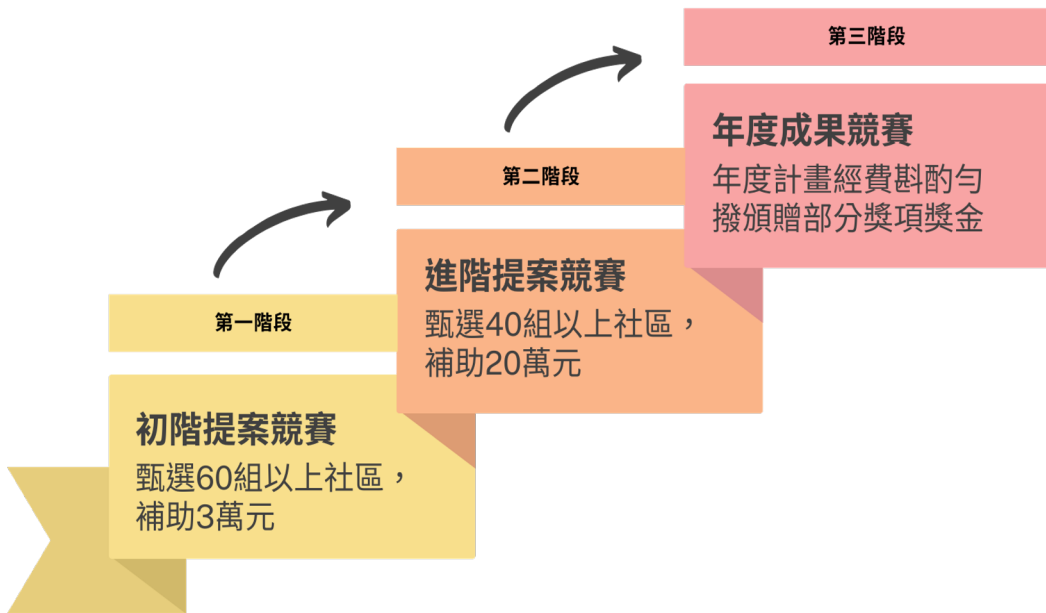 第三階段
年度成果競賽
年度計畫經費斟酌勻
撥頒贈部分獎項獎金
第二階段
進階提案競賽
甄選40組以上社區，
補助20萬元
第一階段
初階提案競賽
甄選60組以上社區，
補助3萬元